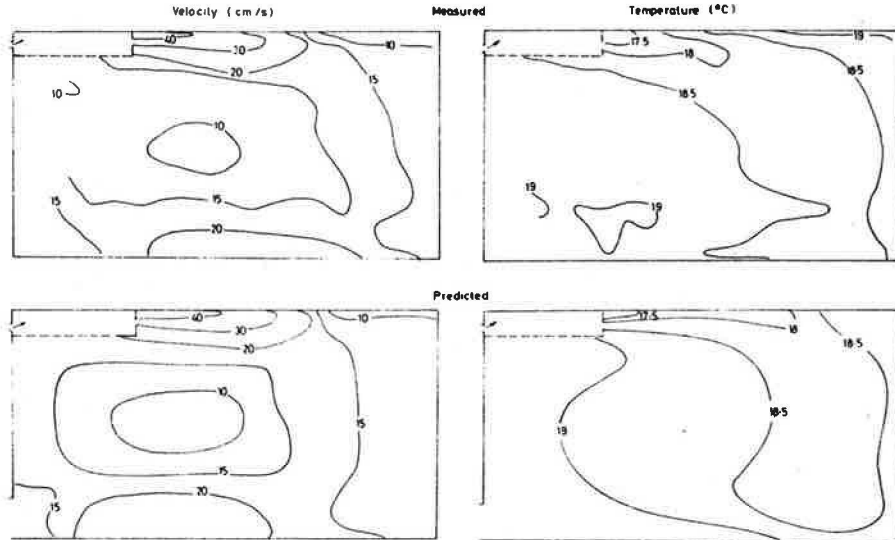 Velocity (cm/s) Measured Temperature (°C)
40 30 10 20 15 10 10 15 15 20
17.5 18 19 18.5 18.5 19 19
Predicted
40 30 10 20 10 15 15 15 20
17.5 18 18.5 18.5 19